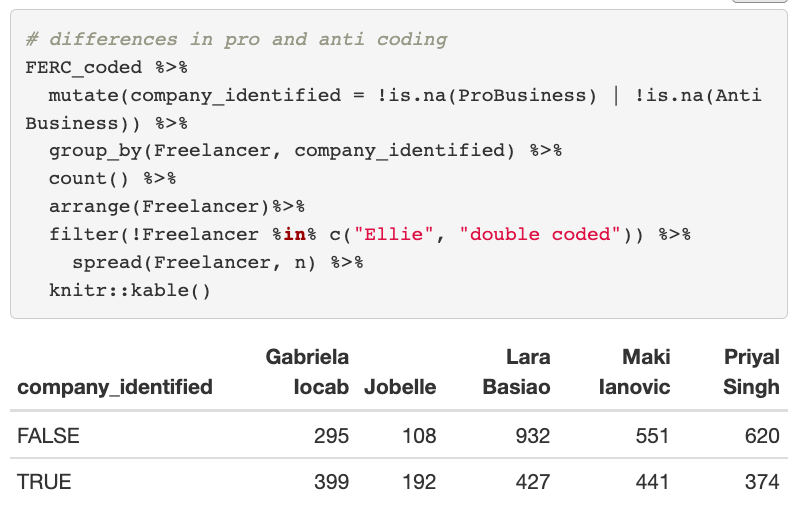 # differences in pro and anti coding
FERC_coded %>%
  mutate(company_identified = !is.na(ProBusiness) | !is.na(Anti
Business)) %>%
  group_by(Freelancer, company_identified) %>%
  count() %>%
  arrange(Freelancer)%>%
  filter(!Freelancer %in% c("Ellie", "double coded")) %>%
    spread(Freelancer, n) %>%
  knitr::kable()
Gabriela Lara Maki Priyal
company_identified Iocab Jobelle Basiao Ianovic Singh
FALSE 295 108 932 551 620
TRUE 399 192 427 441 374